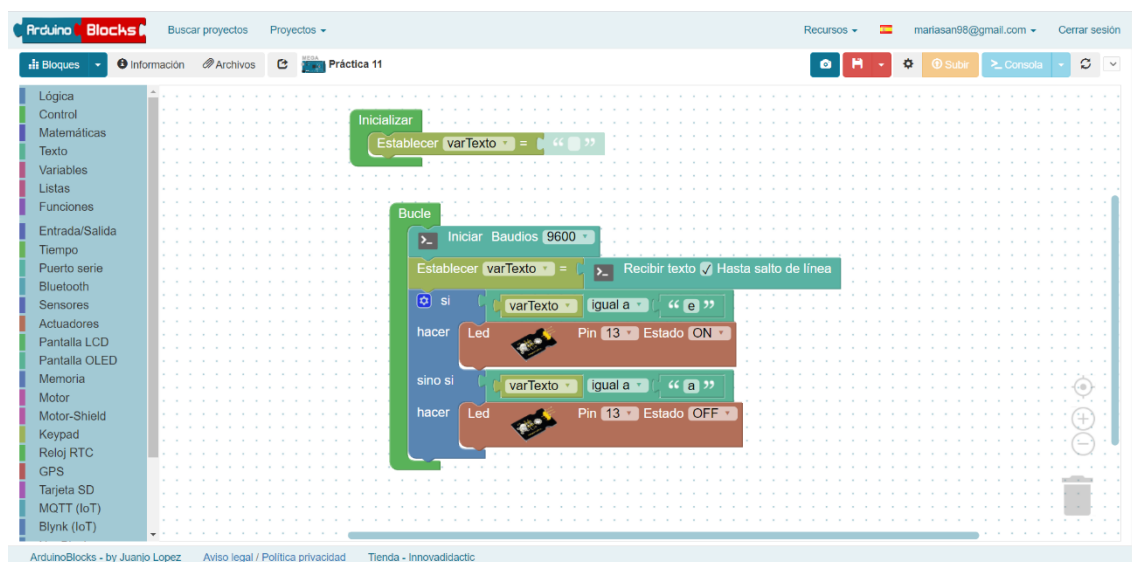 Arduino Blocks Buscar proyectos Proyectos Recursos mariasan98@gmail.com Cerrar sesión
Bloques Información Archivos MEGA Práctica 11 Subir >_ Consola
Lógica
Control
Matemáticas
Texto
Variables
Listas
Funciones
Entrada/Salida
Tiempo
Puerto serie
Bluetooth
Sensores
Actuadores
Pantalla LCD
Pantalla OLED
Memoria
Motor
Motor-Shield
Keypad
Reloj RTC
GPS
Tarjeta SD
MQTT (IoT)
Blynk (IoT)
Inicializar
Establecer varTexto = “ ”
Bucle
>_ Iniciar Baudios 9600
Establecer varTexto = >_ Recibir texto ✓ Hasta salto de línea
si varTexto igual a “ e ”
hacer Led Pin 13 Estado ON
sino si varTexto igual a “ a ”
hacer Led Pin 13 Estado OFF
ArduinoBlocks - by Juanjo Lopez Aviso legal / Política privacidad Tienda - Innovadidactic